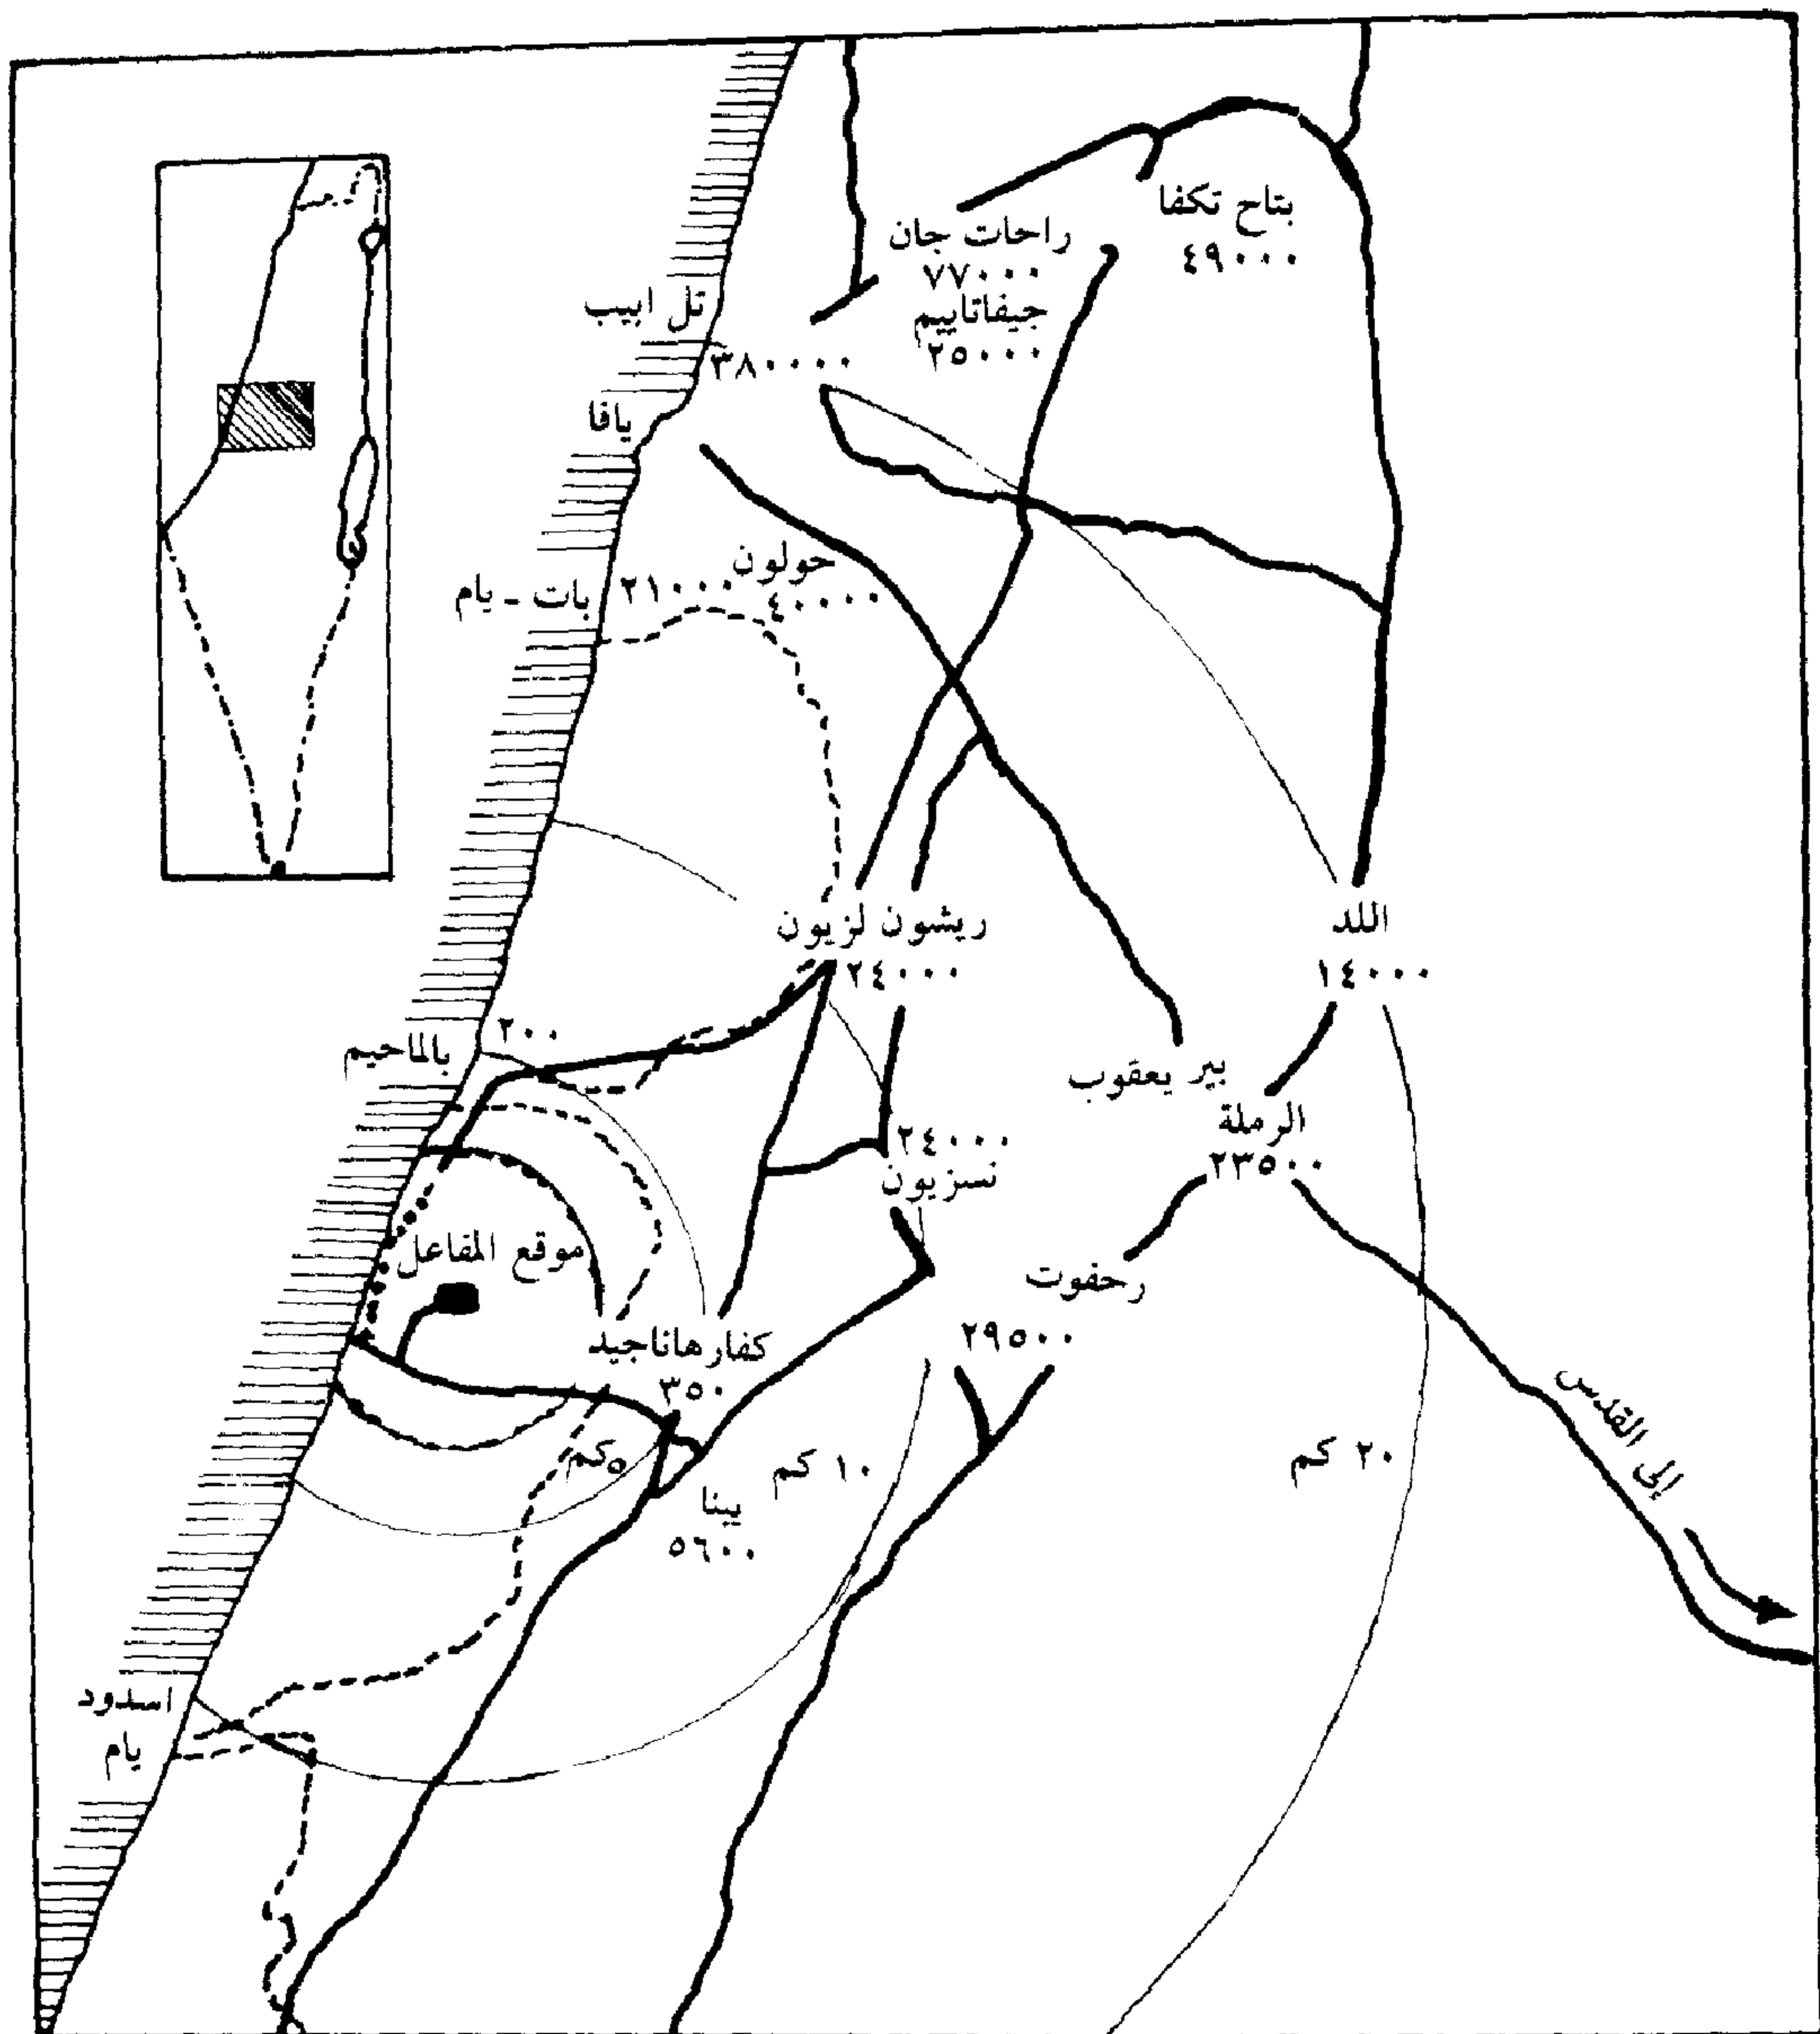 بتاح تكفا
٤٩٠٠٠
راحات جان
٧٧٠٠٠
جيفاتاييم
٢٥٠٠٠
تل ابيب
٣٨٠٠٠٠
يافا
حولون
٤٠٠٠٠
بات - يام ٢١٠٠٠
ريشون لزيون
٢٤٠٠٠
اللد
١٤٠٠٠
بالماحيم ٢٠٠
بير يعقوب
الرملة
٢٣٥٠٠
٢٤٠٠٠
نسزيون
موقع المفاعل
رحفوت
٢٩٥٠٠
كفارهاناجيد
٣٥٠
إلى القدس
٥كم
١٠ كم
٢٠ كم
يبنا
٥٦٠٠
اسدود
يام